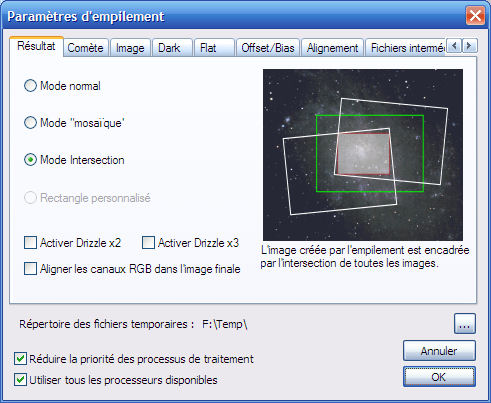 Paramètres d'empilement
Résultat Comète Image Dark Flat Offset/Bias Alignement Fichiers interméd
Mode normal
Mode "mosaïque'
Mode Intersection
Rectangle personnalisé
Activer Drizzle x2 Activer Drizzle x3
Aligner les canaux RGB dans l'image finale
L'image créée par l'empilement est encadrée
par l'intersection de toutes les images.
Répertoire des fichiers temporaires : F:\Temp\ ...
Réduire la priorité des processus de traitement
Annuler
Utiliser tous les processeurs disponibles
OK